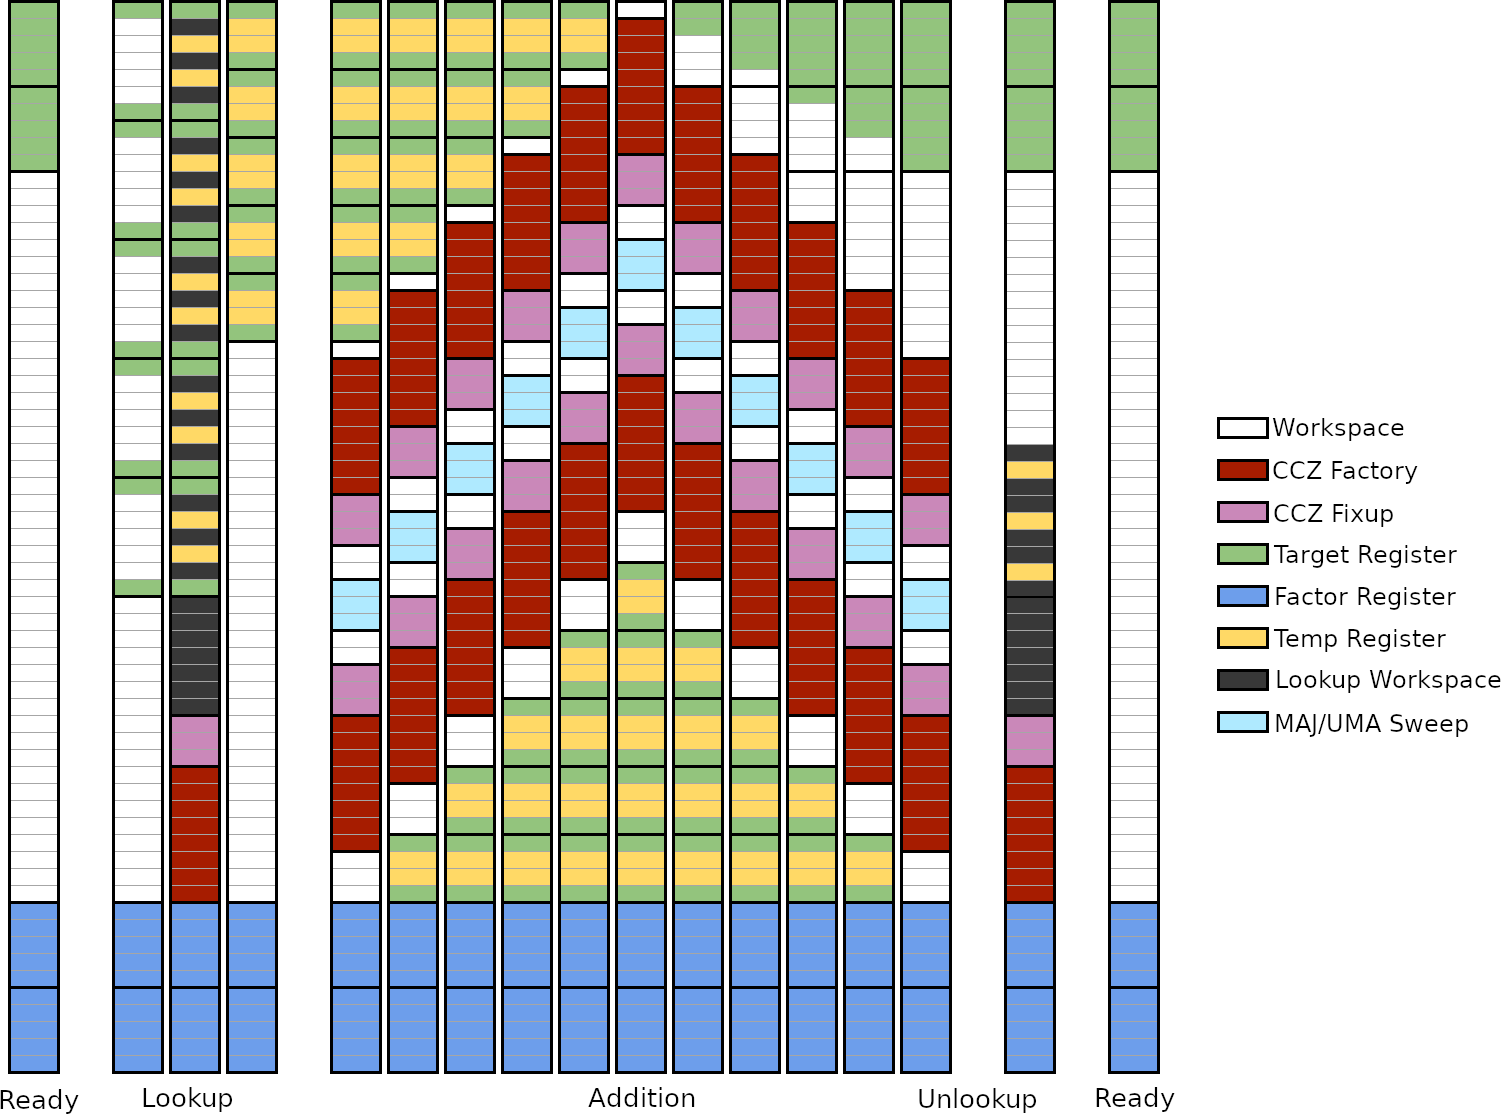 Workspace
CCZ Factory
CCZ Fixup
Target Register
Factor Register
Temp Register
Lookup Workspace
MAJ/UMA Sweep
Ready
Lookup
Addition
Unlookup
Ready